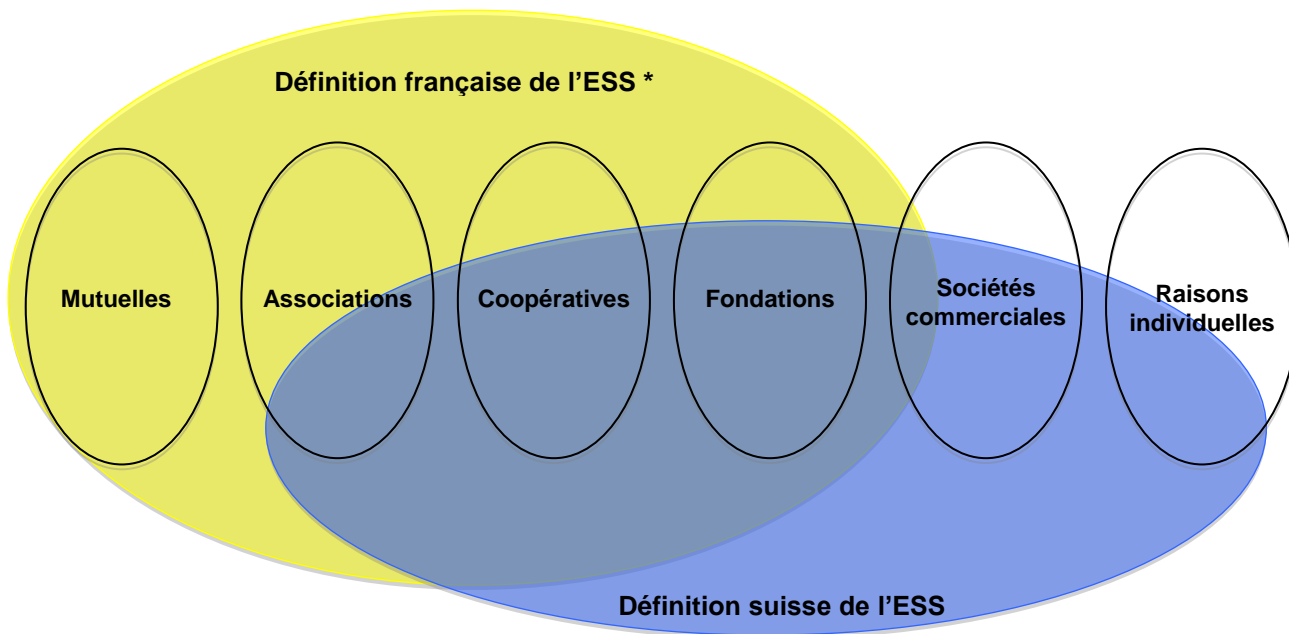 Définition française de l’ESS *
Mutuelles
Associations
Coopératives
Fondations
Sociétés
commerciales
Raisons
individuelles
Définition suisse de l’ESS